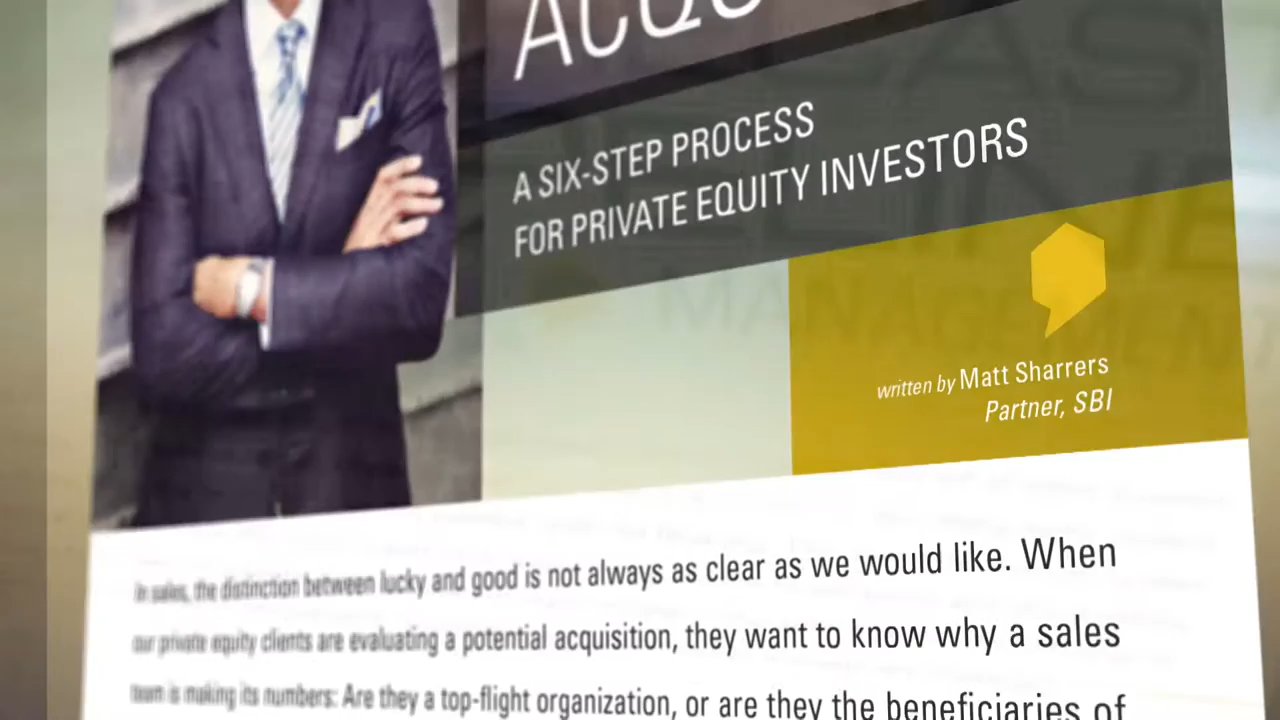 ACQU
A SIX-STEP PROCESS
FOR PRIVATE EQUITY INVESTORS
MANAGEMENT
written by Matt Sharrers
Partner, SBI
In sales, the distinction between lucky and good is not always as clear as we would like. When
our private equity clients are evaluating a potential acquisition, they want to know why a sales
team is making its numbers: Are they a top-flight organization, or are they the beneficiaries of